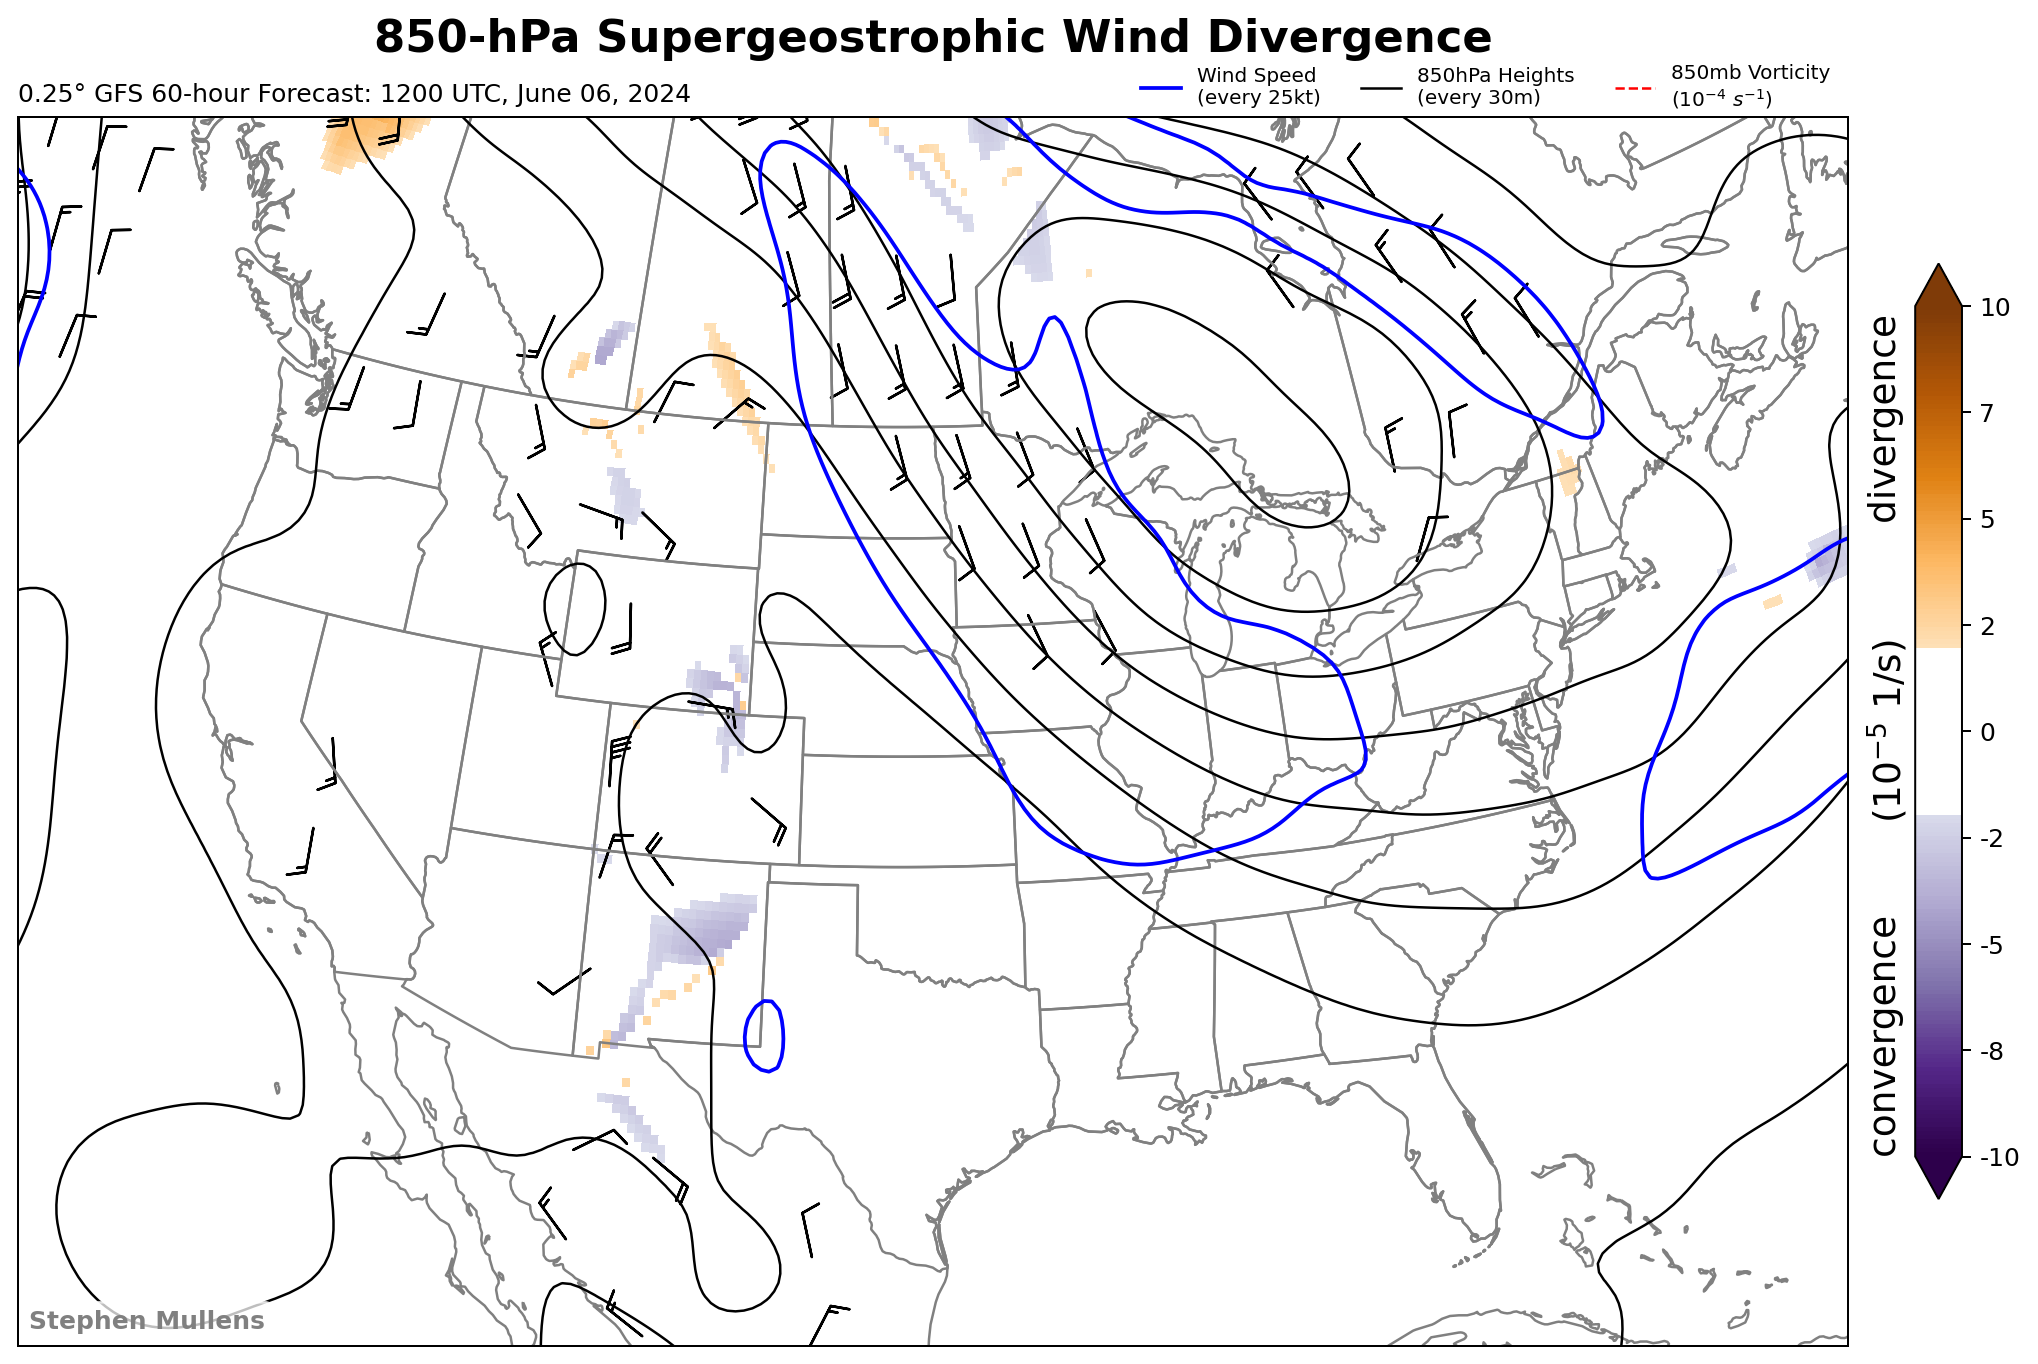 850-hPa Supergeostrophic Wind Divergence
0.25° GFS 60-hour Forecast: 1200 UTC, June 06, 2024
Wind Speed
(every 25kt)
850hPa Heights
(every 30m)
850mb Vorticity
(10⁻⁴ s⁻¹)
10
7
5
2
0
-2
-5
-8
-10
convergence (10⁻⁵ 1/s) divergence
Stephen Mullens